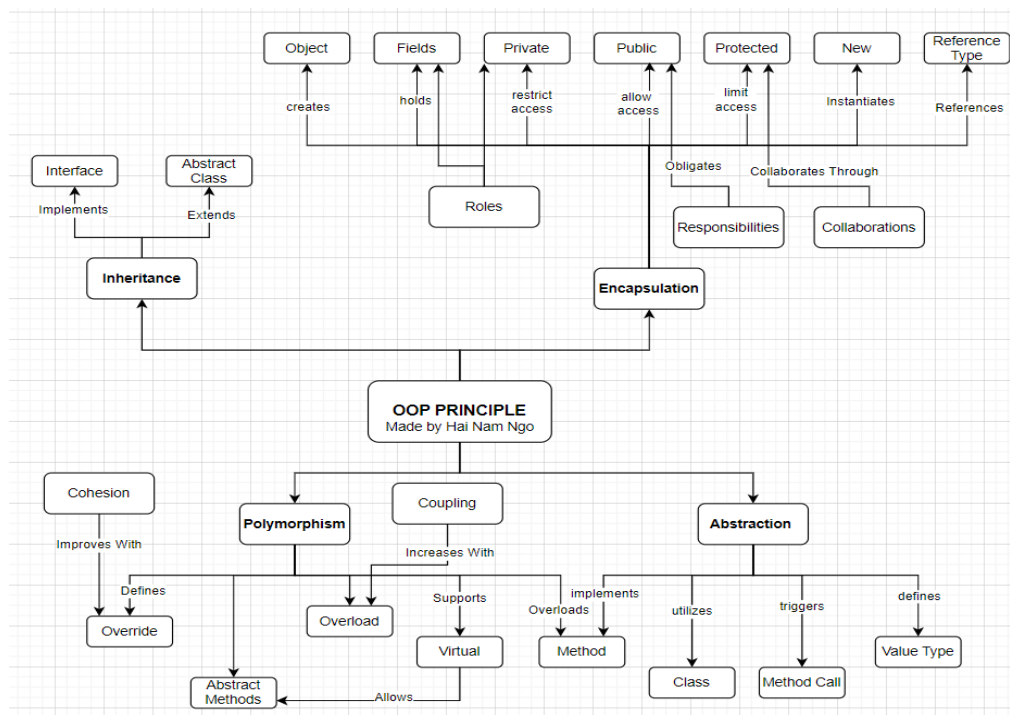 Object
Fields
Private
Public
Protected
New
Reference
Type
creates
holds
restrict
access
allow
access
limit
access
Instantiates
References
Interface
Abstract
Class
Obligates
Collaborates Through
Implements
Extends
Roles
Responsibilities
Collaborations
Inheritance
Encapsulation
OOP PRINCIPLE
Made by Hai Nam Ngo
Cohesion
Coupling
Polymorphism
Abstraction
Improves With
Increases With
Defines
Supports
Overloads
implements
utilizes
triggers
defines
Override
Overload
Virtual
Method
Value Type
Abstract
Methods
Allows
Class
Method Call